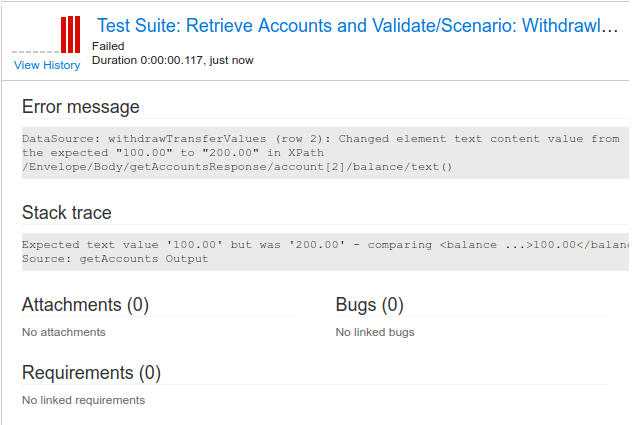 Test Suite: Retrieve Accounts and Validate/Scenario: Withdrawl...
Failed
Duration 0:00:00.117, just now
View History
Error message
DataSource: withdrawTransferValues (row 2): Changed element text content value from
the expected "100.00" to "200.00" in XPath
/Envelope/Body/getAccountsResponse/account[2]/balance/text()
Stack trace
Expected text value '100.00' but was '200.00' - comparing <balance ...>100.00</balan
Source: getAccounts Output
Attachments (0)
Bugs (0)
No attachments
No linked bugs
Requirements (0)
No linked requirements